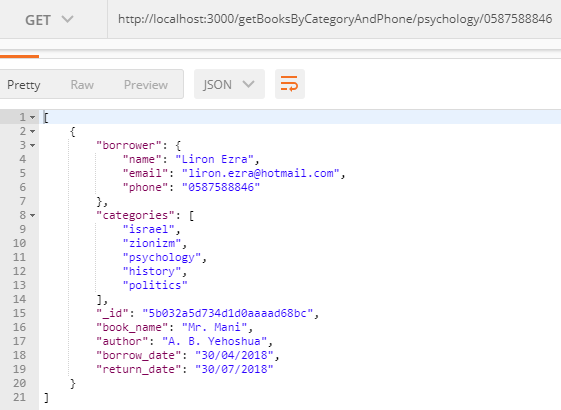 GET http://localhost:3000/getBooksByCategoryAndPhone/psychology/0587588846
Pretty Raw Preview JSON
1 [
2 {
3 "borrower": {
4 "name": "Liron Ezra",
5 "email": "liron.ezra@hotmail.com",
6 "phone": "0587588846"
7 },
8 "categories": [
9 "israel",
10 "zionizm",
11 "psychology",
12 "history",
13 "politics"
14 ],
15 "_id": "5b032a5d734d1d0aaaad68bc",
16 "book_name": "Mr. Mani",
17 "author": "A. B. Yehoshua",
18 "borrow_date": "30/04/2018",
19 "return_date": "30/07/2018"
20 }
21 ]